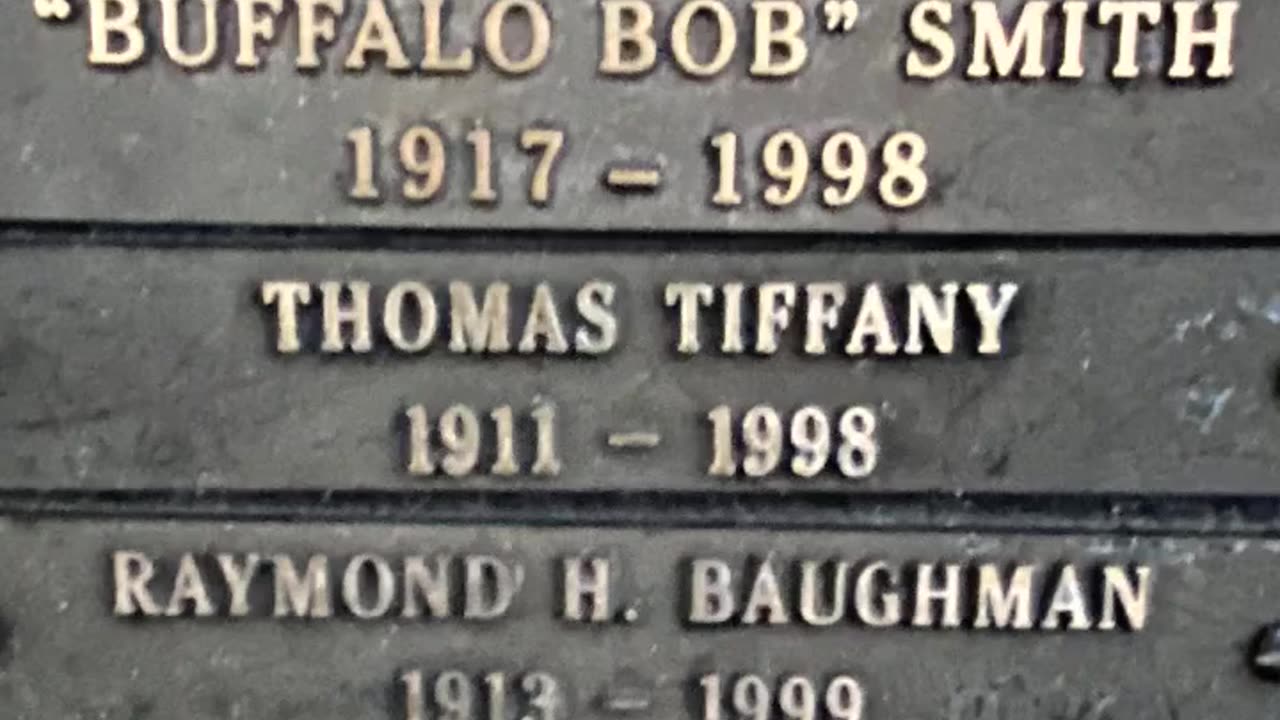 “BUFFALO BOB” SMITH
1917 – 1998
THOMAS TIFFANY
1911 – 1998
RAYMOND H. BAUGHMAN
1913 – 1999